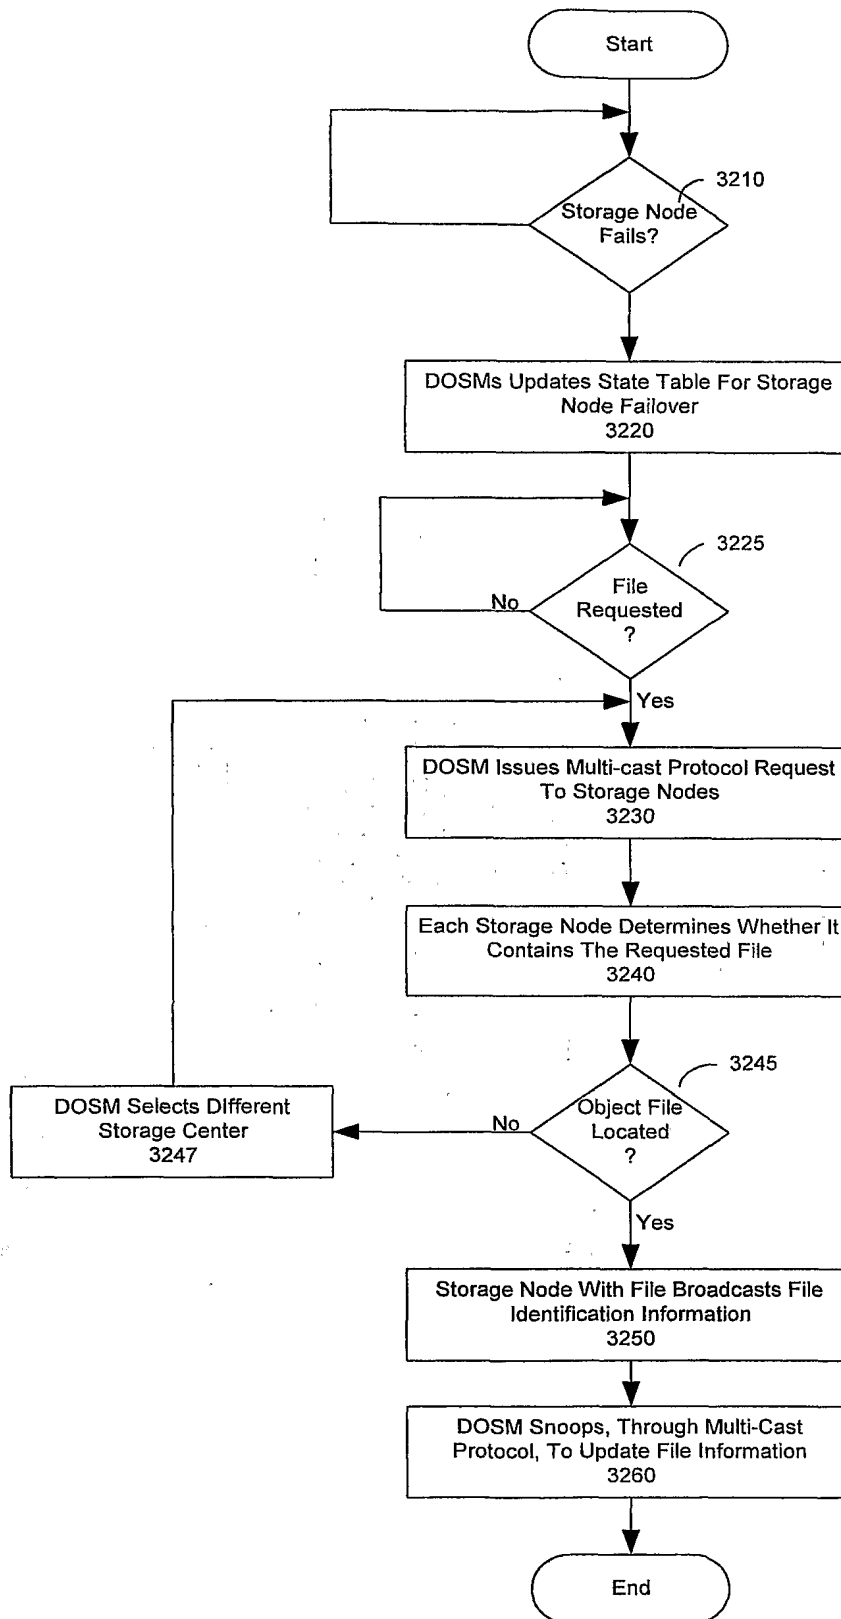 Start
3210
Storage Node
Fails?
DOSMs Updates State Table For Storage
Node Failover
3220
3225
File
Requested
?
No
Yes
DOSM Issues Multi-cast Protocol Request
To Storage Nodes
3230
Each Storage Node Determines Whether It
Contains The Requested File
3240
3245
Object File
Located
?
No
DOSM Selects DIfferent
Storage Center
3247
Yes
Storage Node With File Broadcasts File
Identification Information
3250
DOSM Snoops, Through Multi-Cast
Protocol, To Update File Information
3260
End